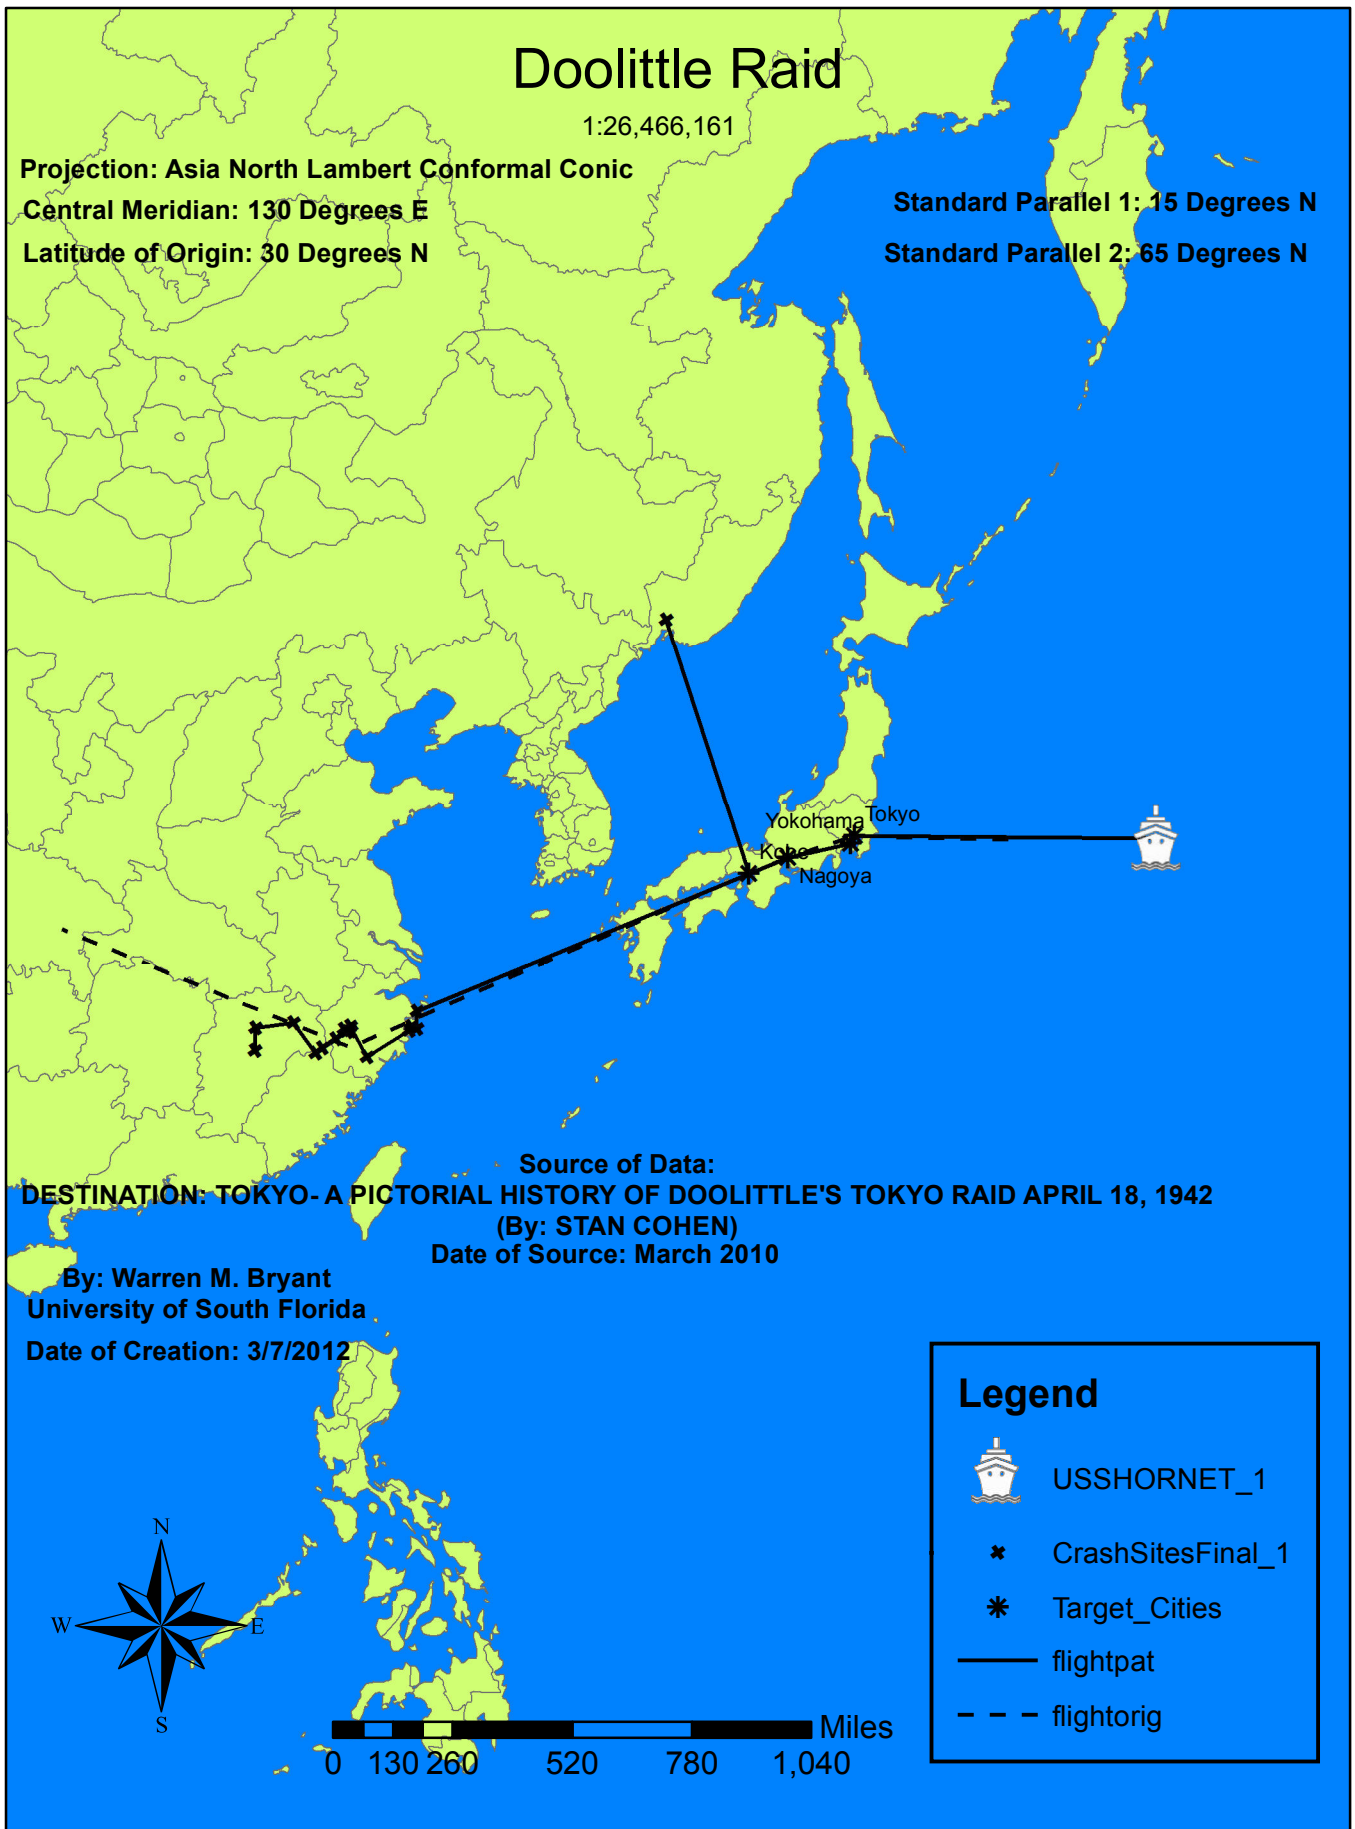 Doolittle Raid
1:26,466,161
Projection: Asia North Lambert Conformal Conic
Central Meridian: 130 Degrees E
Latitude of Origin: 30 Degrees N
Standard Parallel 1: 15 Degrees N
Standard Parallel 2: 65 Degrees N
Tokyo
Yokohama
Kobe
Nagoya
Source of Data:
DESTINATION: TOKYO- A PICTORIAL HISTORY OF DOOLITTLE'S TOKYO RAID APRIL 18, 1942
(By: STAN COHEN)
Date of Source: March 2010
By: Warren M. Bryant
University of South Florida
Date of Creation: 3/7/2012
Legend
USSHORNET_1
CrashSitesFinal_1
Target_Cities
flightpat
flightorig
N
W
E
S
Miles
0 130 260 520 780 1,040